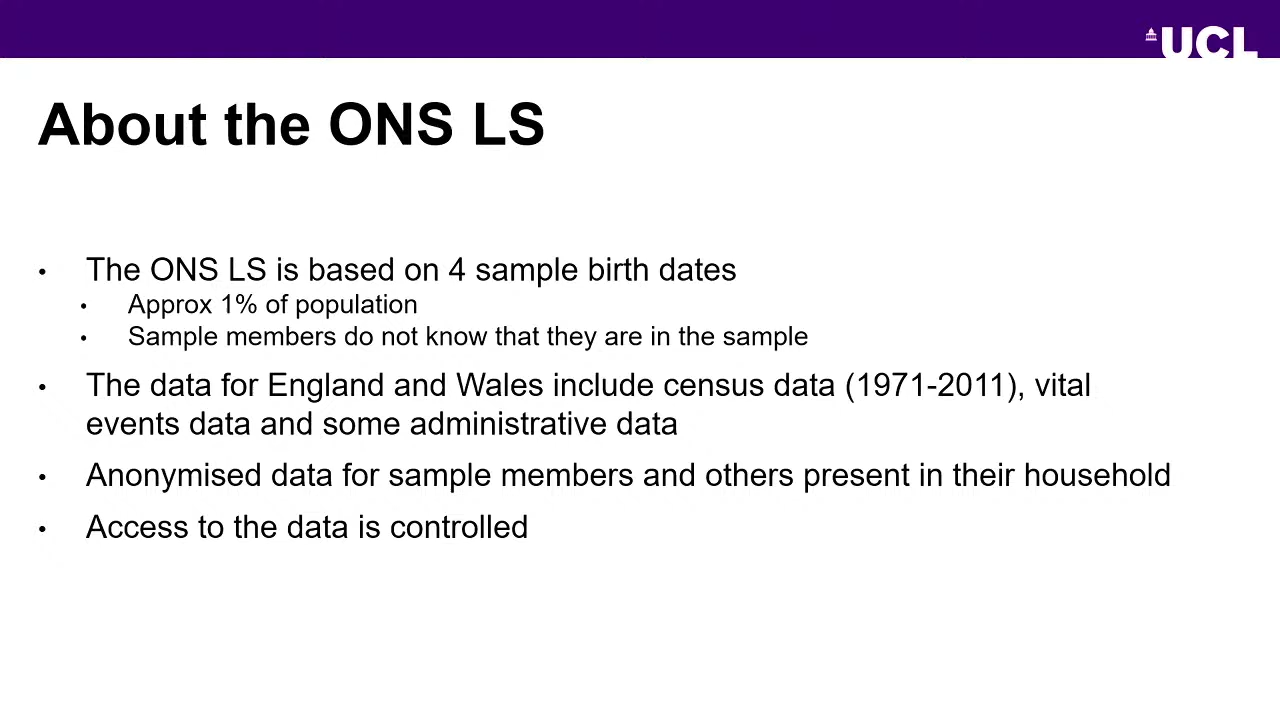 UCL
About the ONS LS
• The ONS LS is based on 4 sample birth dates
• Approx 1% of population
• Sample members do not know that they are in the sample
• The data for England and Wales include census data (1971-2011), vital
events data and some administrative data
• Anonymised data for sample members and others present in their household
• Access to the data is controlled